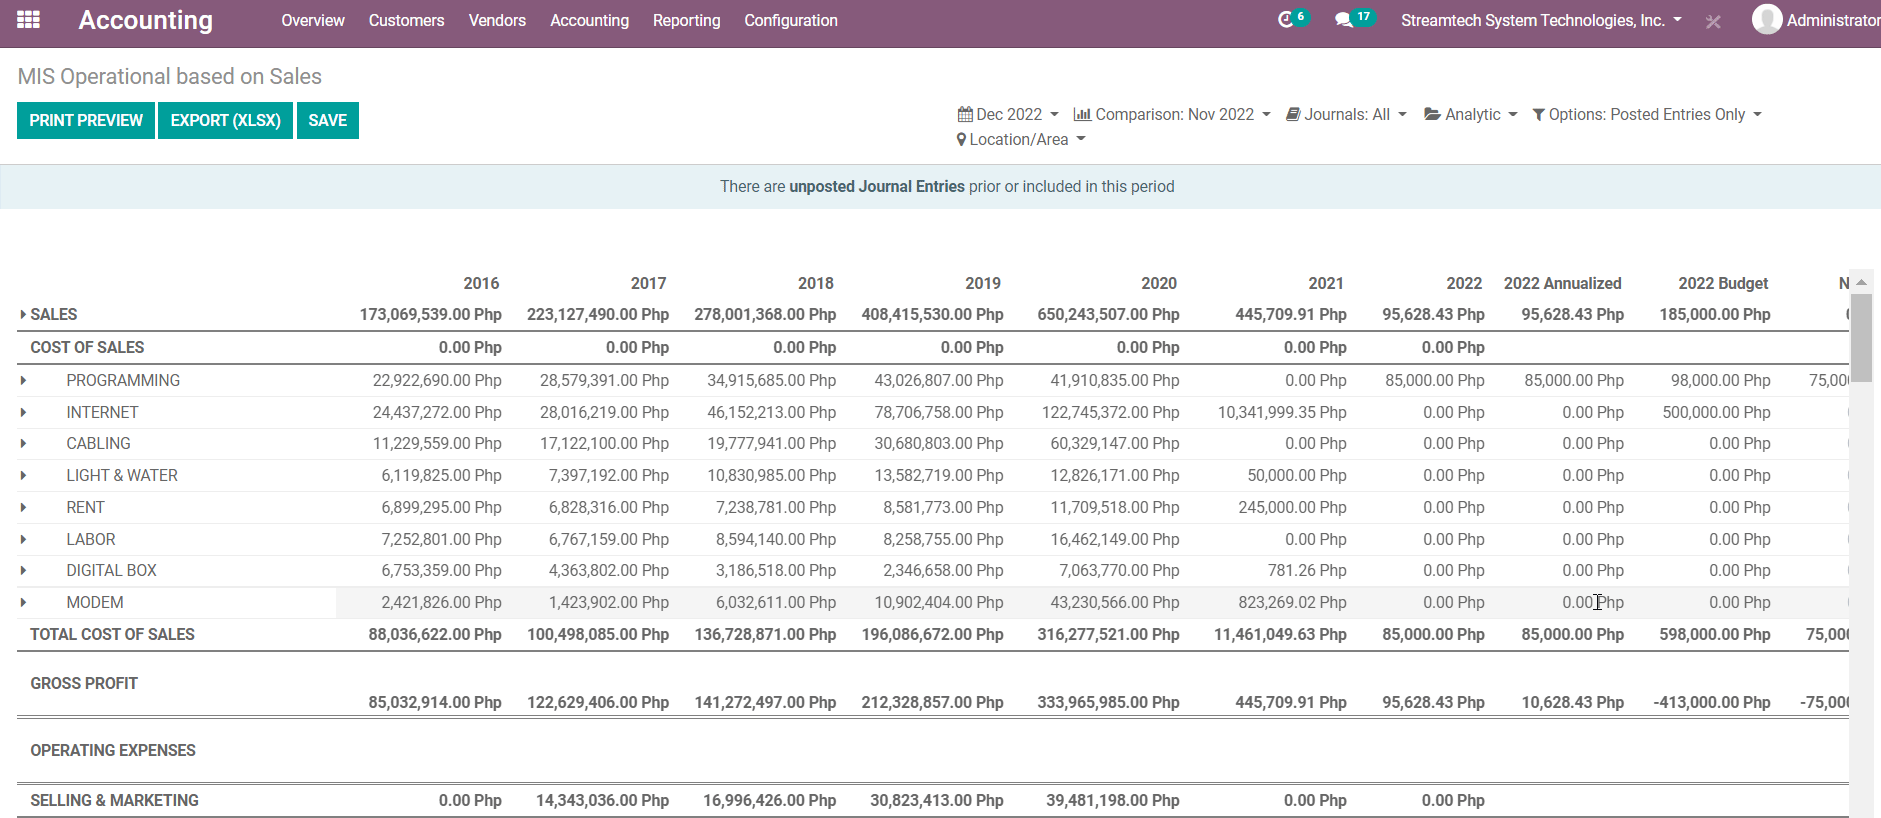 Accounting Overview Customers Vendors Accounting Reporting Configuration 6 17 Streamtech System Technologies, Inc. Administrator
MIS Operational based on Sales
PRINT PREVIEW EXPORT (XLSX) SAVE
Dec 2022 Comparison: Nov 2022 Journals: All Analytic Options: Posted Entries Only
Location/Area
There are unposted Journal Entries prior or included in this period
2016 2017 2018 2019 2020 2021 2022 2022 Annualized 2022 Budget N
SALES 173,069,539.00 Php 223,127,490.00 Php 278,001,368.00 Php 408,415,530.00 Php 650,243,507.00 Php 445,709.91 Php 95,628.43 Php 95,628.43 Php 185,000.00 Php
COST OF SALES 0.00 Php 0.00 Php 0.00 Php 0.00 Php 0.00 Php 0.00 Php 0.00 Php
PROGRAMMING 22,922,690.00 Php 28,579,391.00 Php 34,915,685.00 Php 43,026,807.00 Php 41,910,835.00 Php 0.00 Php 85,000.00 Php 85,000.00 Php 98,000.00 Php 75,00
INTERNET 24,437,272.00 Php 28,016,219.00 Php 46,152,213.00 Php 78,706,758.00 Php 122,745,372.00 Php 10,341,999.35 Php 0.00 Php 0.00 Php 500,000.00 Php
CABLING 11,229,559.00 Php 17,122,100.00 Php 19,777,941.00 Php 30,680,803.00 Php 60,329,147.00 Php 0.00 Php 0.00 Php 0.00 Php 0.00 Php
LIGHT & WATER 6,119,825.00 Php 7,397,192.00 Php 10,830,985.00 Php 13,582,719.00 Php 12,826,171.00 Php 50,000.00 Php 0.00 Php 0.00 Php 0.00 Php
RENT 6,899,295.00 Php 6,828,316.00 Php 7,238,781.00 Php 8,581,773.00 Php 11,709,518.00 Php 245,000.00 Php 0.00 Php 0.00 Php 0.00 Php
LABOR 7,252,801.00 Php 6,767,159.00 Php 8,594,140.00 Php 8,258,755.00 Php 16,462,149.00 Php 0.00 Php 0.00 Php 0.00 Php 0.00 Php
DIGITAL BOX 6,753,359.00 Php 4,363,802.00 Php 3,186,518.00 Php 2,346,658.00 Php 7,063,770.00 Php 781.26 Php 0.00 Php 0.00 Php 0.00 Php
MODEM 2,421,826.00 Php 1,423,902.00 Php 6,032,611.00 Php 10,902,404.00 Php 43,230,566.00 Php 823,269.02 Php 0.00 Php 0.00 Php 0.00 Php
TOTAL COST OF SALES 88,036,622.00 Php 100,498,085.00 Php 136,728,871.00 Php 196,086,672.00 Php 316,277,521.00 Php 11,461,049.63 Php 85,000.00 Php 85,000.00 Php 598,000.00 Php 75,000
GROSS PROFIT
85,032,914.00 Php 122,629,406.00 Php 141,272,497.00 Php 212,328,857.00 Php 333,965,985.00 Php 445,709.91 Php 95,628.43 Php 10,628.43 Php -413,000.00 Php -75,000
OPERATING EXPENSES
SELLING & MARKETING 0.00 Php 14,343,036.00 Php 16,996,426.00 Php 30,823,413.00 Php 39,481,198.00 Php 0.00 Php 0.00 Php